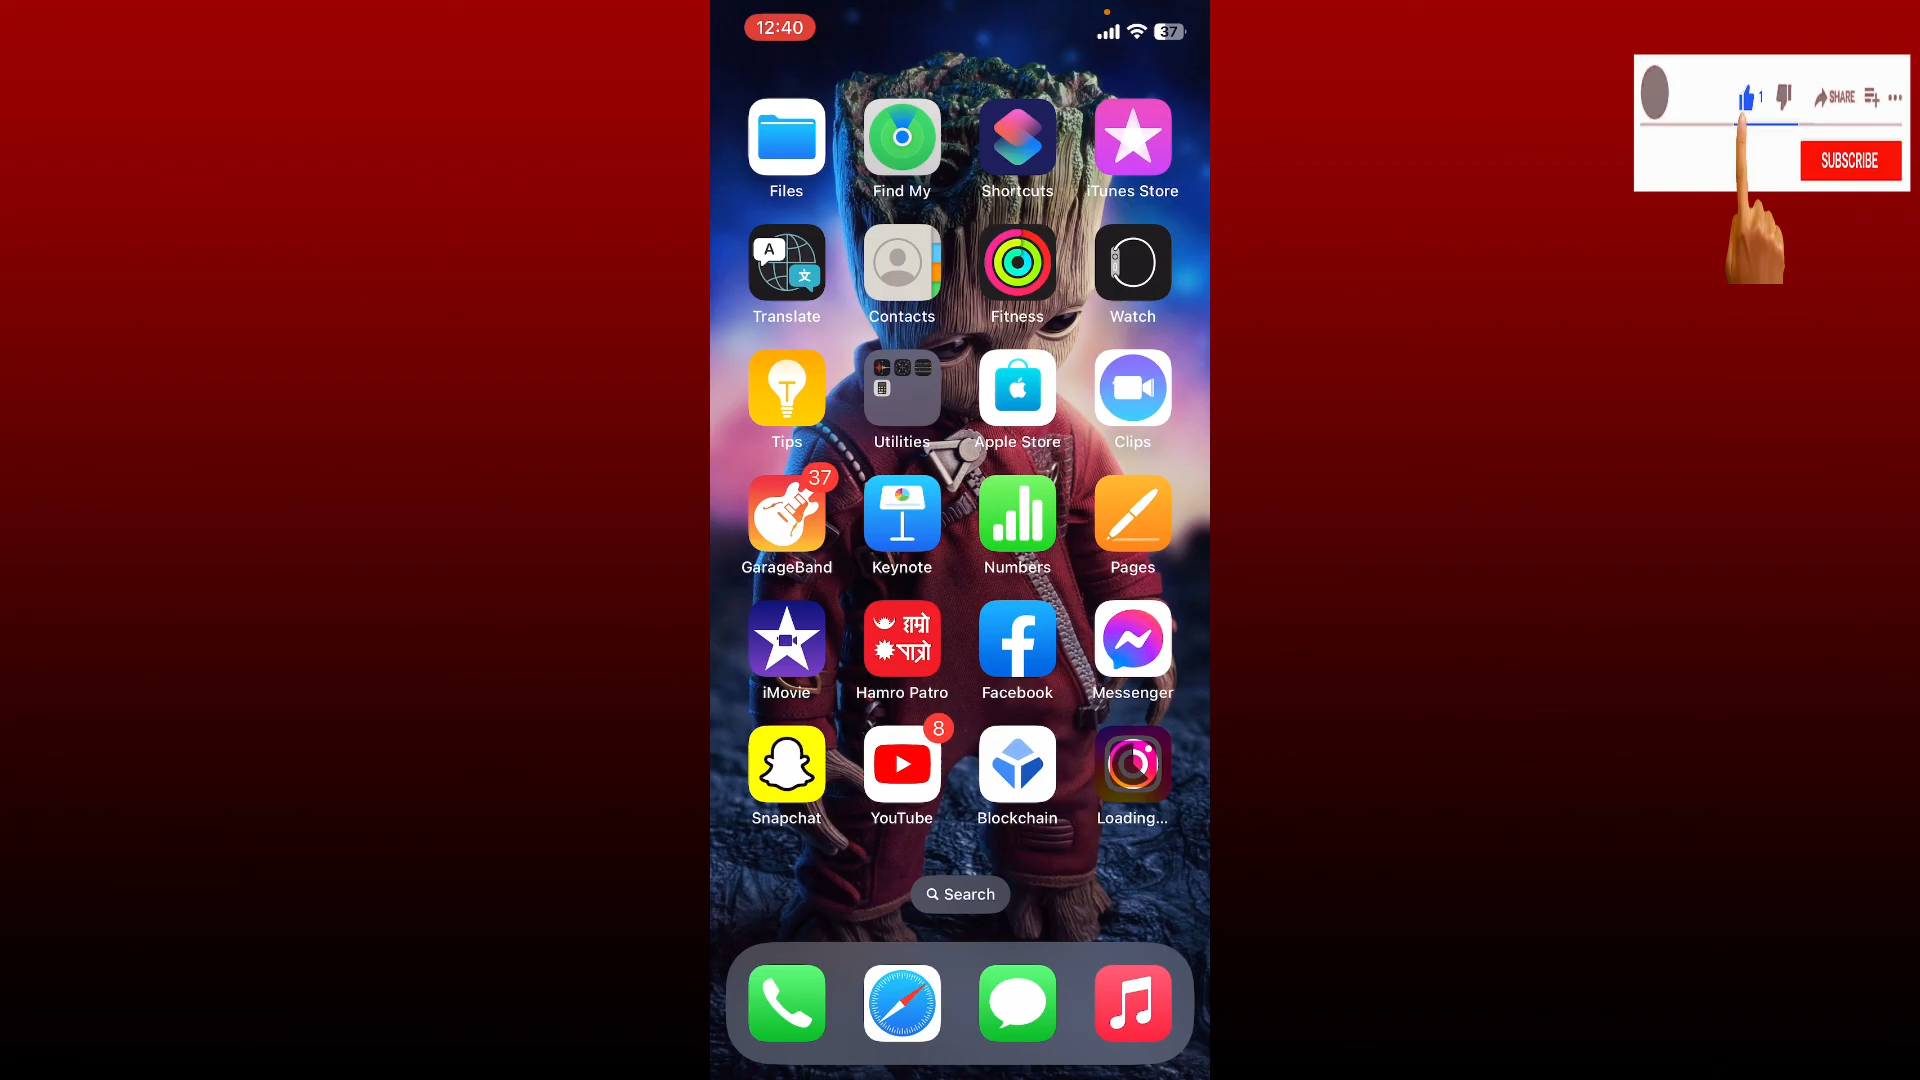 12:40
37
1
SHARE
SUBSCRIBE
Files
Find My
Shortcuts
iTunes Store
A
文
Translate
Contacts
Fitness
Watch
Tips
Utilities
Apple Store
Clips
37
GarageBand
Keynote
Numbers
Pages
हाम्रो
पात्रो
iMovie
Hamro Patro
Facebook
Messenger
8
Snapchat
YouTube
Blockchain
Loading...
Search